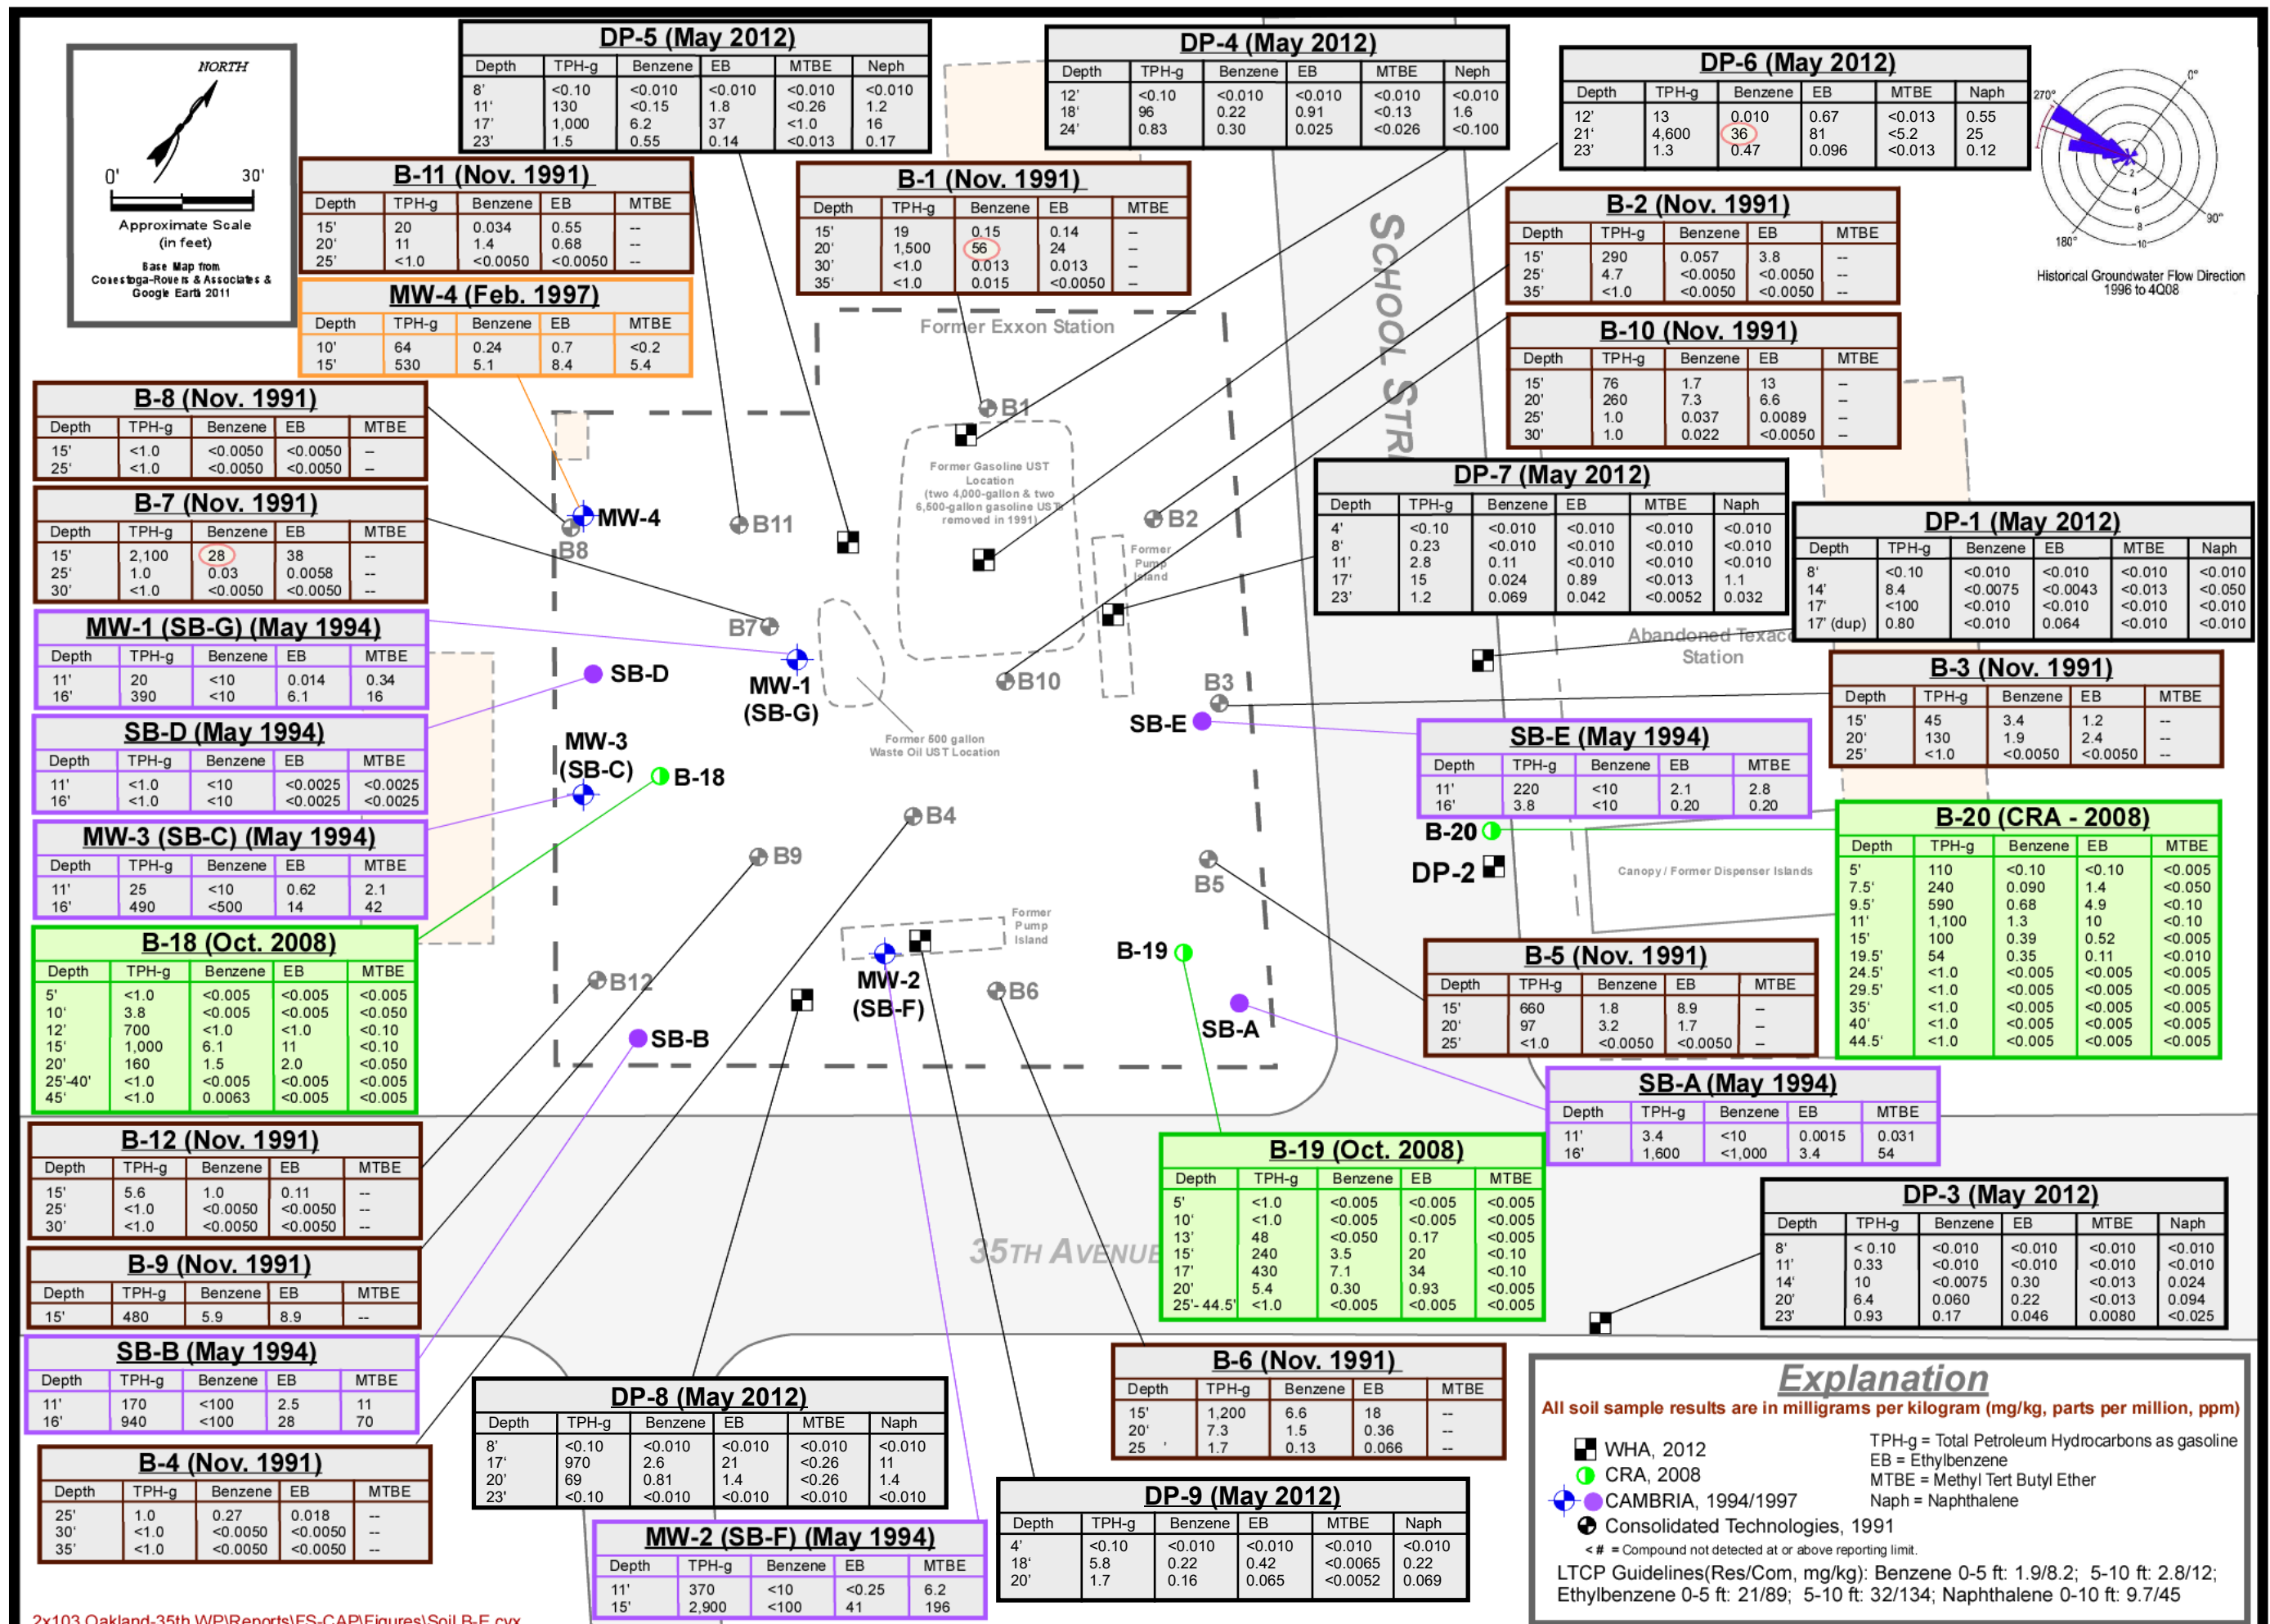 NORTH
0' 30'
Approximate Scale
(in feet)
Base Map from
Conestoga-Rovers & Associates &
Google Earth 2011
DP-5 (May 2012)
Depth TPH-g Benzene EB MTBE Neph
8' <0.10 <0.010 <0.010 <0.010 <0.010
11' 130 <0.15 1.8 <0.26 1.2
17' 1,000 6.2 37 <1.0 16
23' 1.5 0.55 0.14 <0.013 0.17
DP-4 (May 2012)
Depth TPH-g Benzene EB MTBE Neph
12' <0.10 <0.010 <0.010 <0.010 <0.010
18' 96 0.22 0.91 <0.13 1.6
24' 0.83 0.30 0.025 <0.026 <0.100
DP-6 (May 2012)
Depth TPH-g Benzene EB MTBE Naph
12' 13 0.010 0.67 <0.013 0.55
21' 4,600 36 81 <5.2 25
23' 1.3 0.47 0.096 <0.013 0.12
0°
270°
90°
180°
2
4
6
8
10
Historical Groundwater Flow Direction
1996 to 4Q08
B-11 (Nov. 1991)
Depth TPH-g Benzene EB MTBE
15' 20 0.034 0.55 --
20' 11 1.4 0.68 --
25' <1.0 <0.0050 <0.0050 --
B-1 (Nov. 1991)
Depth TPH-g Benzene EB MTBE
15' 19 0.15 0.14 –
20' 1,500 56 24 –
30' <1.0 0.013 0.013 –
35' <1.0 0.015 <0.0050 –
B-2 (Nov. 1991)
Depth TPH-g Benzene EB MTBE
15' 290 0.057 3.8 --
25' 4.7 <0.0050 <0.0050 --
35' <1.0 <0.0050 <0.0050 --
MW-4 (Feb. 1997)
Depth TPH-g Benzene EB MTBE
10' 64 0.24 0.7 <0.2
15' 530 5.1 8.4 5.4
B-10 (Nov. 1991)
Depth TPH-g Benzene EB MTBE
15' 76 1.7 13 –
20' 260 7.3 6.6 –
25' 1.0 0.037 0.0089 –
30' 1.0 0.022 <0.0050 –
B-8 (Nov. 1991)
Depth TPH-g Benzene EB MTBE
15' <1.0 <0.0050 <0.0050 –
25' <1.0 <0.0050 <0.0050 –
B-7 (Nov. 1991)
Depth TPH-g Benzene EB MTBE
15' 2,100 28 38 --
25' 1.0 0.03 0.0058 --
30' <1.0 <0.0050 <0.0050 --
DP-7 (May 2012)
Depth TPH-g Benzene EB MTBE Naph
4' <0.10 <0.010 <0.010 <0.010 <0.010
8' 0.23 <0.010 <0.010 <0.010 <0.010
11' 2.8 0.11 <0.010 <0.010 <0.010
17' 15 0.024 0.89 <0.013 1.1
23' 1.2 0.069 0.042 <0.0052 0.032
DP-1 (May 2012)
Depth TPH-g Benzene EB MTBE Naph
8' <0.10 <0.010 <0.010 <0.010 <0.010
14' 8.4 <0.0075 <0.0043 <0.013 <0.050
17' <100 <0.010 <0.010 <0.010 <0.010
17' (dup) 0.80 <0.010 0.064 <0.010 <0.010
MW-1 (SB-G) (May 1994)
Depth TPH-g Benzene EB MTBE
11' 20 <10 0.014 0.34
16' 390 <10 6.1 16
SB-D (May 1994)
Depth TPH-g Benzene EB MTBE
11' <1.0 <10 <0.0025 <0.0025
16' <1.0 <10 <0.0025 <0.0025
MW-3 (SB-C) (May 1994)
Depth TPH-g Benzene EB MTBE
11' 25 <10 0.62 2.1
16' 490 <500 14 42
B-3 (Nov. 1991)
Depth TPH-g Benzene EB MTBE
15' 45 3.4 1.2 --
20' 130 1.9 2.4 --
25' <1.0 <0.0050 <0.0050 --
SB-E (May 1994)
Depth TPH-g Benzene EB MTBE
11' 220 <10 2.1 2.8
16' 3.8 <10 0.20 0.20
B-20 (CRA - 2008)
Depth TPH-g Benzene EB MTBE
5' 110 <0.10 <0.10 <0.005
7.5' 240 0.090 1.4 <0.050
9.5' 590 0.68 4.9 <0.10
11' 1,100 1.3 10 <0.10
15' 100 0.39 0.52 <0.005
19.5' 54 0.35 0.11 <0.010
24.5' <1.0 <0.005 <0.005 <0.005
29.5' <1.0 <0.005 <0.005 <0.005
35' <1.0 <0.005 <0.005 <0.005
40' <1.0 <0.005 <0.005 <0.005
44.5' <1.0 <0.005 <0.005 <0.005
B-18 (Oct. 2008)
Depth TPH-g Benzene EB MTBE
5' <1.0 <0.005 <0.005 <0.005
10' 3.8 <0.005 <0.005 <0.050
12' 700 <1.0 <1.0 <0.10
15' 1,000 6.1 11 <0.10
20' 160 1.5 2.0 <0.050
25'-40' <1.0 <0.005 <0.005 <0.005
45' <1.0 0.0063 <0.005 <0.005
B-5 (Nov. 1991)
Depth TPH-g Benzene EB MTBE
15' 660 1.8 8.9 –
20' 97 3.2 1.7 –
25' <1.0 <0.0050 <0.0050 –
SB-A (May 1994)
Depth TPH-g Benzene EB MTBE
11' 3.4 <10 0.0015 0.031
16' 1,600 <1,000 3.4 54
B-12 (Nov. 1991)
Depth TPH-g Benzene EB MTBE
15' 5.6 1.0 0.11 --
25' <1.0 <0.0050 <0.0050 --
30' <1.0 <0.0050 <0.0050 --
B-19 (Oct. 2008)
Depth TPH-g Benzene EB MTBE
5' <1.0 <0.005 <0.005 <0.005
10' <1.0 <0.005 <0.005 <0.005
13' 48 <0.050 0.17 <0.005
15' 240 3.5 20 <0.10
17' 430 7.1 34 <0.10
20' 5.4 0.30 0.93 <0.005
25'- 44.5' <1.0 <0.005 <0.005 <0.005
DP-3 (May 2012)
Depth TPH-g Benzene EB MTBE Naph
8' < 0.10 <0.010 <0.010 <0.010 <0.010
11' 0.33 <0.010 <0.010 <0.010 <0.010
14' 10 <0.0075 0.30 <0.013 0.024
20' 6.4 0.060 0.22 <0.013 0.094
23' 0.93 0.17 0.046 0.0080 <0.025
B-9 (Nov. 1991)
Depth TPH-g Benzene EB MTBE
15' 480 5.9 8.9 --
SB-B (May 1994)
Depth TPH-g Benzene EB MTBE
11' 170 <100 2.5 11
16' 940 <100 28 70
B-4 (Nov. 1991)
Depth TPH-g Benzene EB MTBE
25' 1.0 0.27 0.018 --
30' <1.0 <0.0050 <0.0050 --
35' <1.0 <0.0050 <0.0050 --
DP-8 (May 2012)
Depth TPH-g Benzene EB MTBE Naph
8' <0.10 <0.010 <0.010 <0.010 <0.010
17' 970 2.6 21 <0.26 11
20' 69 0.81 1.4 <0.26 1.4
23' <0.10 <0.010 <0.010 <0.010 <0.010
B-6 (Nov. 1991)
Depth TPH-g Benzene EB MTBE
15' 1,200 6.6 18 --
20' 7.3 1.5 0.36 --
25 ' 1.7 0.13 0.066 --
DP-9 (May 2012)
Depth TPH-g Benzene EB MTBE Naph
4' <0.10 <0.010 <0.010 <0.010 <0.010
18' 5.8 0.22 0.42 <0.0065 0.22
20' 1.7 0.16 0.065 <0.0052 0.069
MW-2 (SB-F) (May 1994)
Depth TPH-g Benzene EB MTBE
11' 370 <10 <0.25 6.2
15' 2,900 <100 41 196
Former Exxon Station
SCHOOL STR
B1
Former Gasoline UST
Location
(two 4,000-gallon & two
6,500-gallon gasoline USTs
removed in 1991)
MW-4
B8
B11
B2
Former
Pump
Island
B7
MW-1
(SB-G)
SB-D
B10
B3
SB-E
Abandoned Texaco
Station
Former 500 gallon
Waste Oil UST Location
MW-3
(SB-C)
B-18
B4
B9
B5
B-20
DP-2
Canopy / Former Dispenser Islands
Former
Pump
Island
B12
MW-2
(SB-F)
B6
B-19
SB-A
SB-B
35TH AVENUE
Explanation
All soil sample results are in milligrams per kilogram (mg/kg, parts per million, ppm)
WHA, 2012
CRA, 2008
CAMBRIA, 1994/1997
Consolidated Technologies, 1991
TPH-g = Total Petroleum Hydrocarbons as gasoline
EB = Ethylbenzene
MTBE = Methyl Tert Butyl Ether
Naph = Naphthalene
< # = Compound not detected at or above reporting limit.
LTCP Guidelines(Res/Com, mg/kg): Benzene 0-5 ft: 1.9/8.2; 5-10 ft: 2.8/12;
Ethylbenzene 0-5 ft: 21/89; 5-10 ft: 32/134; Naphthalene 0-10 ft: 9.7/45
2x103 Oakland-35th WP\Reports\FS-CAP\Figures\Soil B-E.cvx